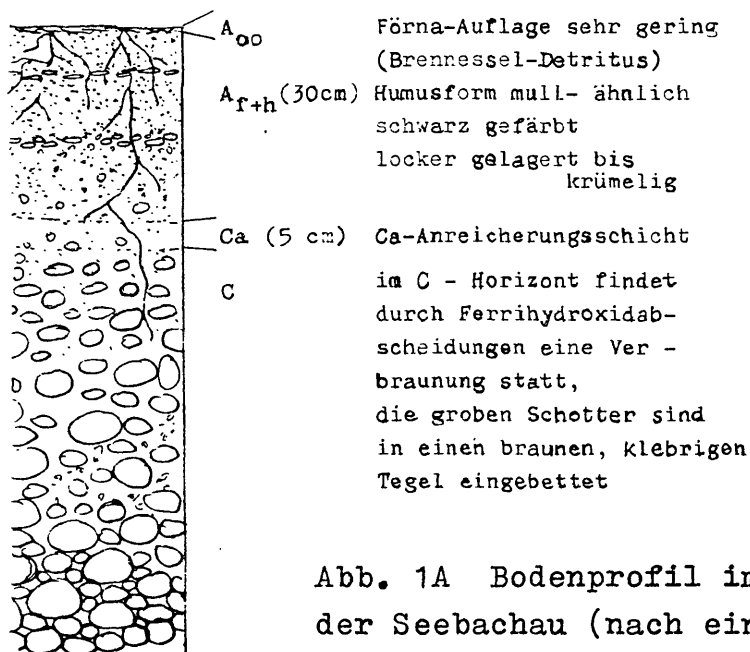 A₀₀ Förna-Auflage sehr gering
(Brennessel-Detritus)
A f+h (30cm) Humusform mull- ähnlich
schwarz gefärbt
locker gelagert bis
krümelig
Ca (5 cm) Ca-Anreicherungsschicht
C im C - Horizont findet
durch Ferrihydroxidab-
scheidungen eine Ver -
braunung statt,
die groben Schotter sind
in einen braunen, klebrigen
Tegel eingebettet
Abb. 1A Bodenprofil in
der Seebachau (nach ein